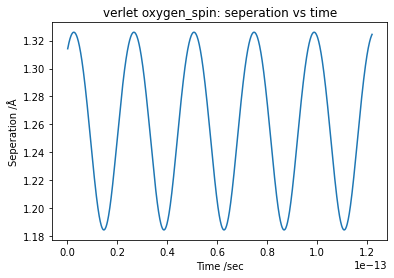 verlet oxygen_spin: seperation vs time
1.32
1.30
1.28
1.26
1.24
1.22
1.20
1.18
Seperation /Å
0.0 0.2 0.4 0.6 0.8 1.0 1.2
1e−13
Time /sec